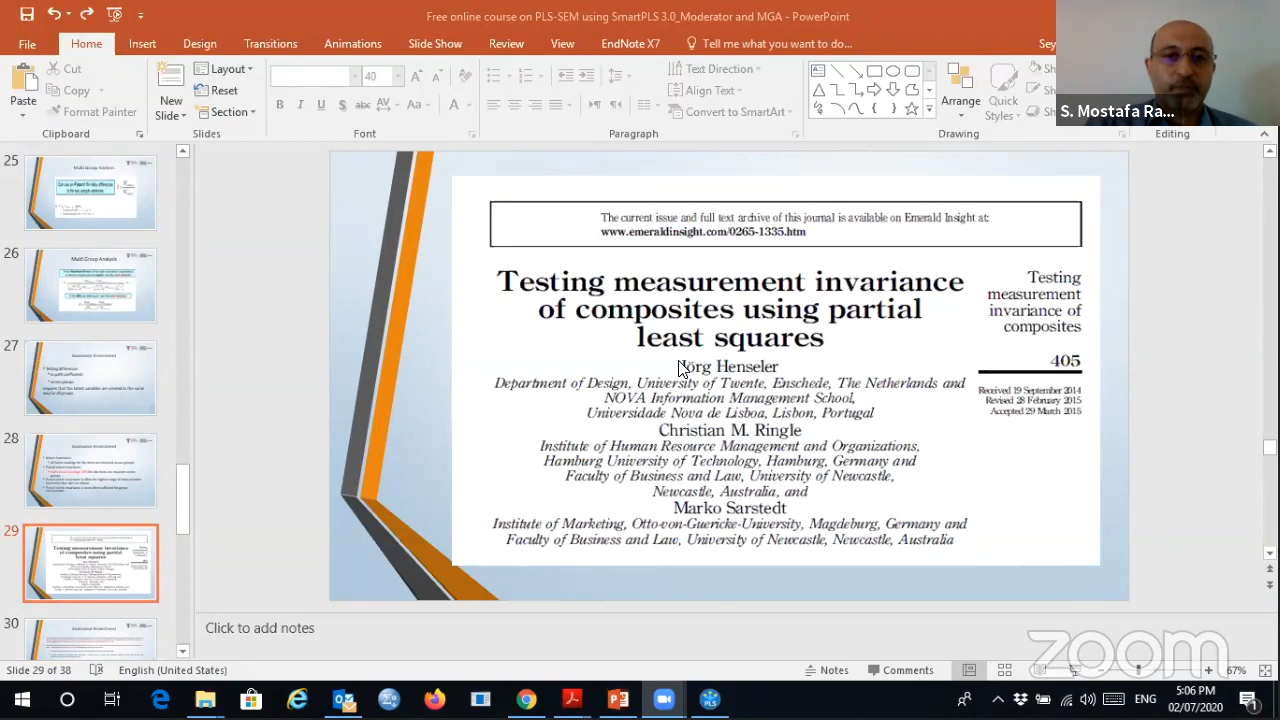 Free online course on PLS-SEM using SmartPLS 3.0_Moderator and MGA - PowerPoint
File Home Insert Design Transitions Animations Slide Show Review View EndNote X7 Tell me what you want to do... Sey
Cut
Copy
Format Painter
Paste
Clipboard
New
Slide
Layout
Reset
Section
Slides
40
Font
Text Direction
Align Text
Convert to SmartArt
Paragraph
Arrange
Quick
Styles
Drawing
Editing
S. Mostafa Ra...
25
Multi Group Analysis
26
Multi Group Analysis
27
28
29
30
The current issue and full text archive of this journal is available on Emerald Insight at:
www.emeraldinsight.com/0265-1335.htm
Testing measurement invariance
of composites using partial
least squares
Jörg Henseler
Department of Design, University of Twente, Enschede, The Netherlands and
NOVA Information Management School,
Universidade Nova de Lisboa, Lisbon, Portugal
Christian M. Ringle
Institute of Human Resource Management and Organizations,
Hamburg University of Technology, Hamburg, Germany and
Faculty of Business and Law, University of Newcastle,
Newcastle, Australia, and
Marko Sarstedt
Institute of Marketing, Otto-von-Guericke-University, Magdeburg, Germany and
Faculty of Business and Law, University of Newcastle, Newcastle, Australia
Testing
measurement
invariance of
composites
405
Received 19 September 2014
Revised 28 February 2015
Accepted 29 March 2015
Click to add notes
zoom
Slide 29 of 38 English (United States) Notes Comments 67%
ENG
5:06 PM
02/07/2020